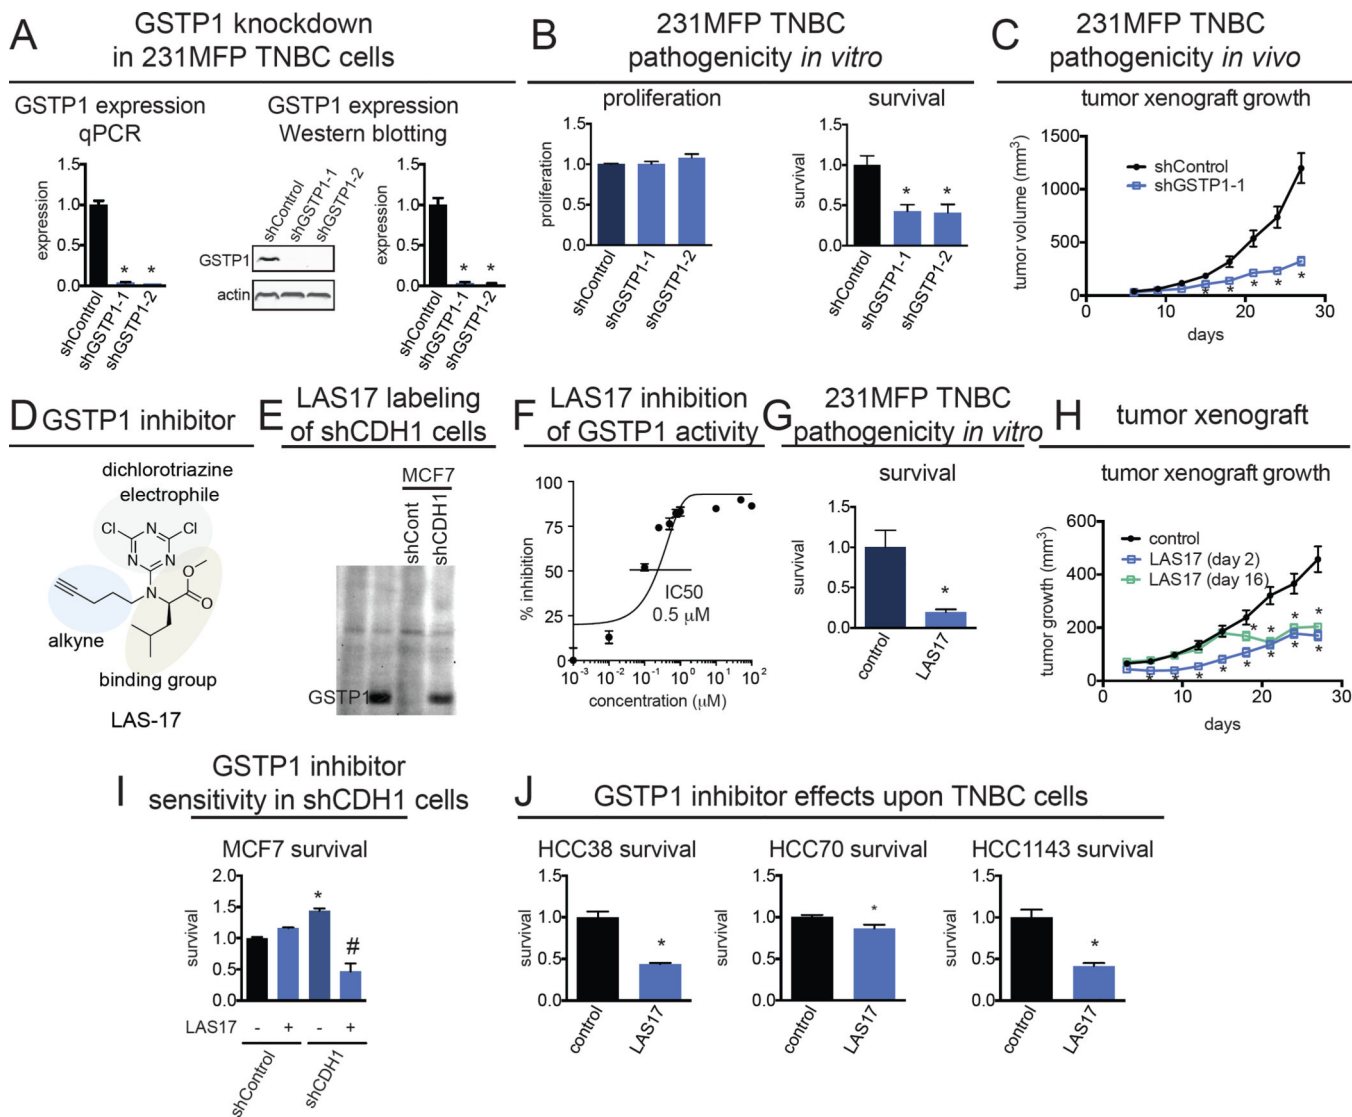 A
GSTP1 knockdown
in 231MFP TNBC cells
GSTP1 expression
qPCR
1.5
1.0
0.5
0.0
expression
* *
shControl
shGSTP1-1
shGSTP1-2
GSTP1 expression
Western blotting
shControl
shGSTP1-1
shGSTP1-2
GSTP1
actin
1.5
1.0
0.5
0.0
expression
* *
shControl
shGSTP1-1
shGSTP1-2
B
231MFP TNBC
pathogenicity in vitro
proliferation
1.5
1.0
0.5
0.0
proliferation
shControl
shGSTP1-1
shGSTP1-2
survival
1.5
1.0
0.5
0.0
survival
* *
shControl
shGSTP1-1
shGSTP1-2
C
231MFP TNBC
pathogenicity in vivo
tumor xenograft growth
1500
1000
500
0
tumor volume (mm³)
shControl
shGSTP1-1
* * * * *
0 10 20 30
days
D
GSTP1 inhibitor
dichlorotriazine
electrophile
Cl N Cl
N N
N O
O
alkyne
binding group
LAS-17
E
LAS17 labeling
of shCDH1 cells
MCF7
shCont
shCDH1
GSTP1
F
LAS17 inhibition
of GSTP1 activity
100
75
50
25
0
% inhibition
IC50
0.5 μM
10⁻³ 10⁻² 10⁻¹ 10⁰ 10¹ 10²
concentration (μM)
G
231MFP TNBC
pathogenicity in vitro
survival
1.5
1.0
0.5
0.0
survival
*
control
LAS17
H
tumor xenograft
tumor xenograft growth
600
400
200
0
tumor growth (mm³)
control
LAS17 (day 2)
LAS17 (day 16)
* * * *
* * * * * * * *
0 10 20 30
days
I
GSTP1 inhibitor
sensitivity in shCDH1 cells
MCF7 survival
2.0
1.5
1.0
0.5
0.0
survival
*
#
LAS17 - + - +
shControl
shCDH1
J
GSTP1 inhibitor effects upon TNBC cells
HCC38 survival
1.5
1.0
0.5
0.0
survival
*
control
LAS17
HCC70 survival
1.5
1.0
0.5
0.0
survival
*
control
LAS17
HCC1143 survival
1.5
1.0
0.5
0.0
survival
*
control
LAS17